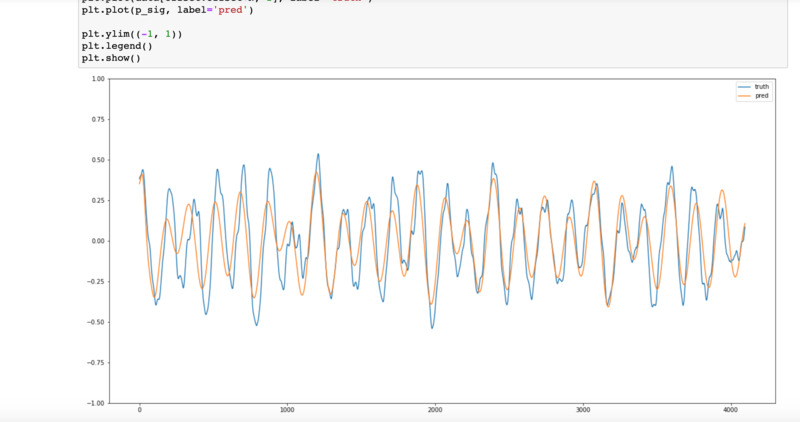 plt.plot(p_sig, label='pred')
plt.ylim((-1, 1))
plt.legend()
plt.show()
1.00
0.75
0.50
0.25
0.00
−0.25
−0.50
−0.75
−1.00
truth
pred
0
1000
2000
3000
4000